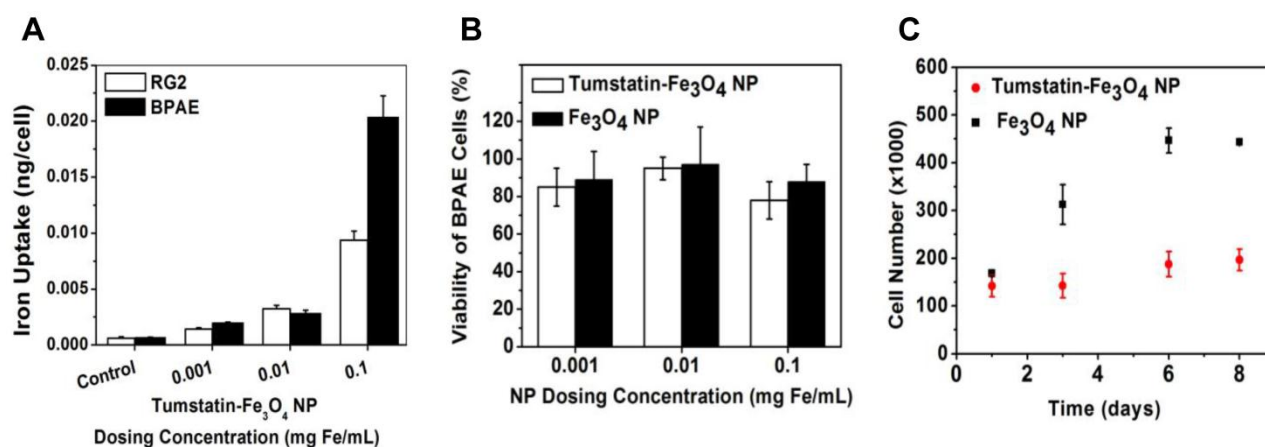 A
Iron Uptake (ng/cell)
0.025
0.020
0.015
0.010
0.005
0.000
RG2
BPAE
Control
0.001
0.01
0.1
Tumstatin-Fe₃O₄ NP
Dosing Concentration (mg Fe/mL)
B
Viability of BPAE Cells (%)
120
100
80
60
40
20
0
Tumstatin-Fe₃O₄ NP
Fe₃O₄ NP
0.001
0.01
0.1
NP Dosing Concentration (mg Fe/mL)
C
Cell Number (x1000)
600
500
400
300
200
100
0
Tumstatin-Fe₃O₄ NP
Fe₃O₄ NP
0
2
4
6
8
Time (days)